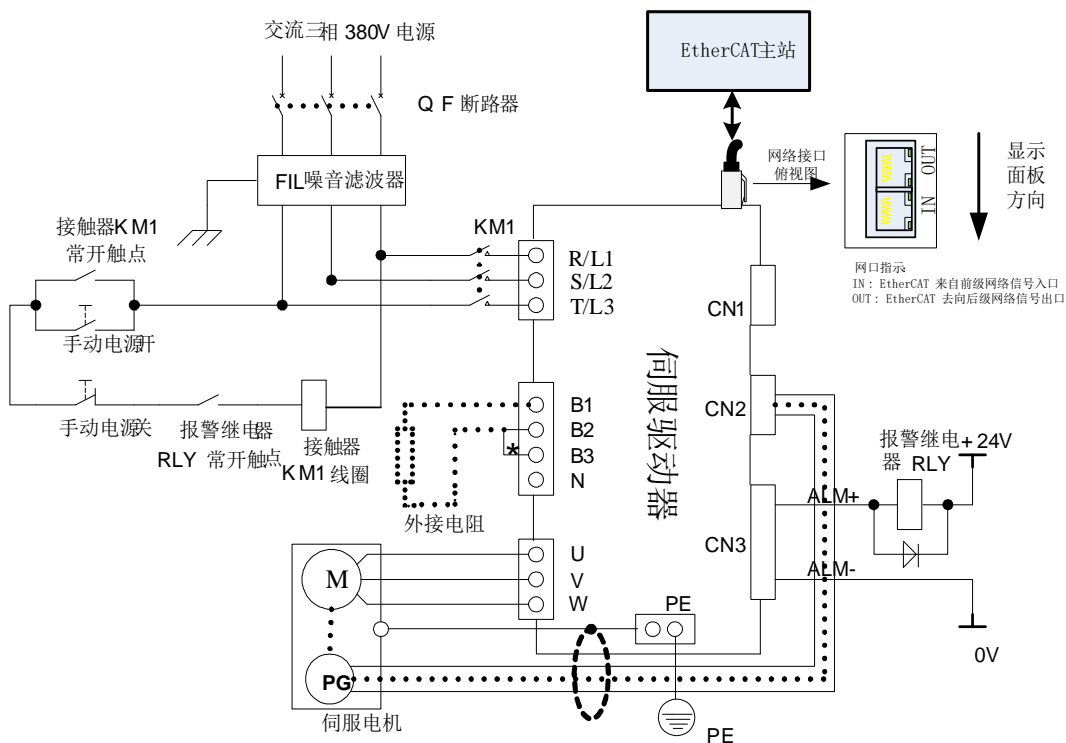 交流三相 380V 电源
Q F 断路器
FIL噪音滤波器
接触器KM1
常开触点
手动电源开
手动电源关
报警继电器
RLY 常开触点
接触器
KM1 线圈
KM1
R/L1
S/L2
T/L3
B1
B2
*
B3
N
外接电阻
U
V
W
M
PG
伺服电机
PE
PE
伺服驱动器
CN1
CN2
CN3
EtherCAT主站
网络接口
俯视图
OUT
IN
显示
面板
方向
网口指示
IN: EtherCAT 来自前级网络信号入口
OUT: EtherCAT 去向后级网络信号出口
报警继电
器 RLY
+24V
ALM+
ALM-
0V